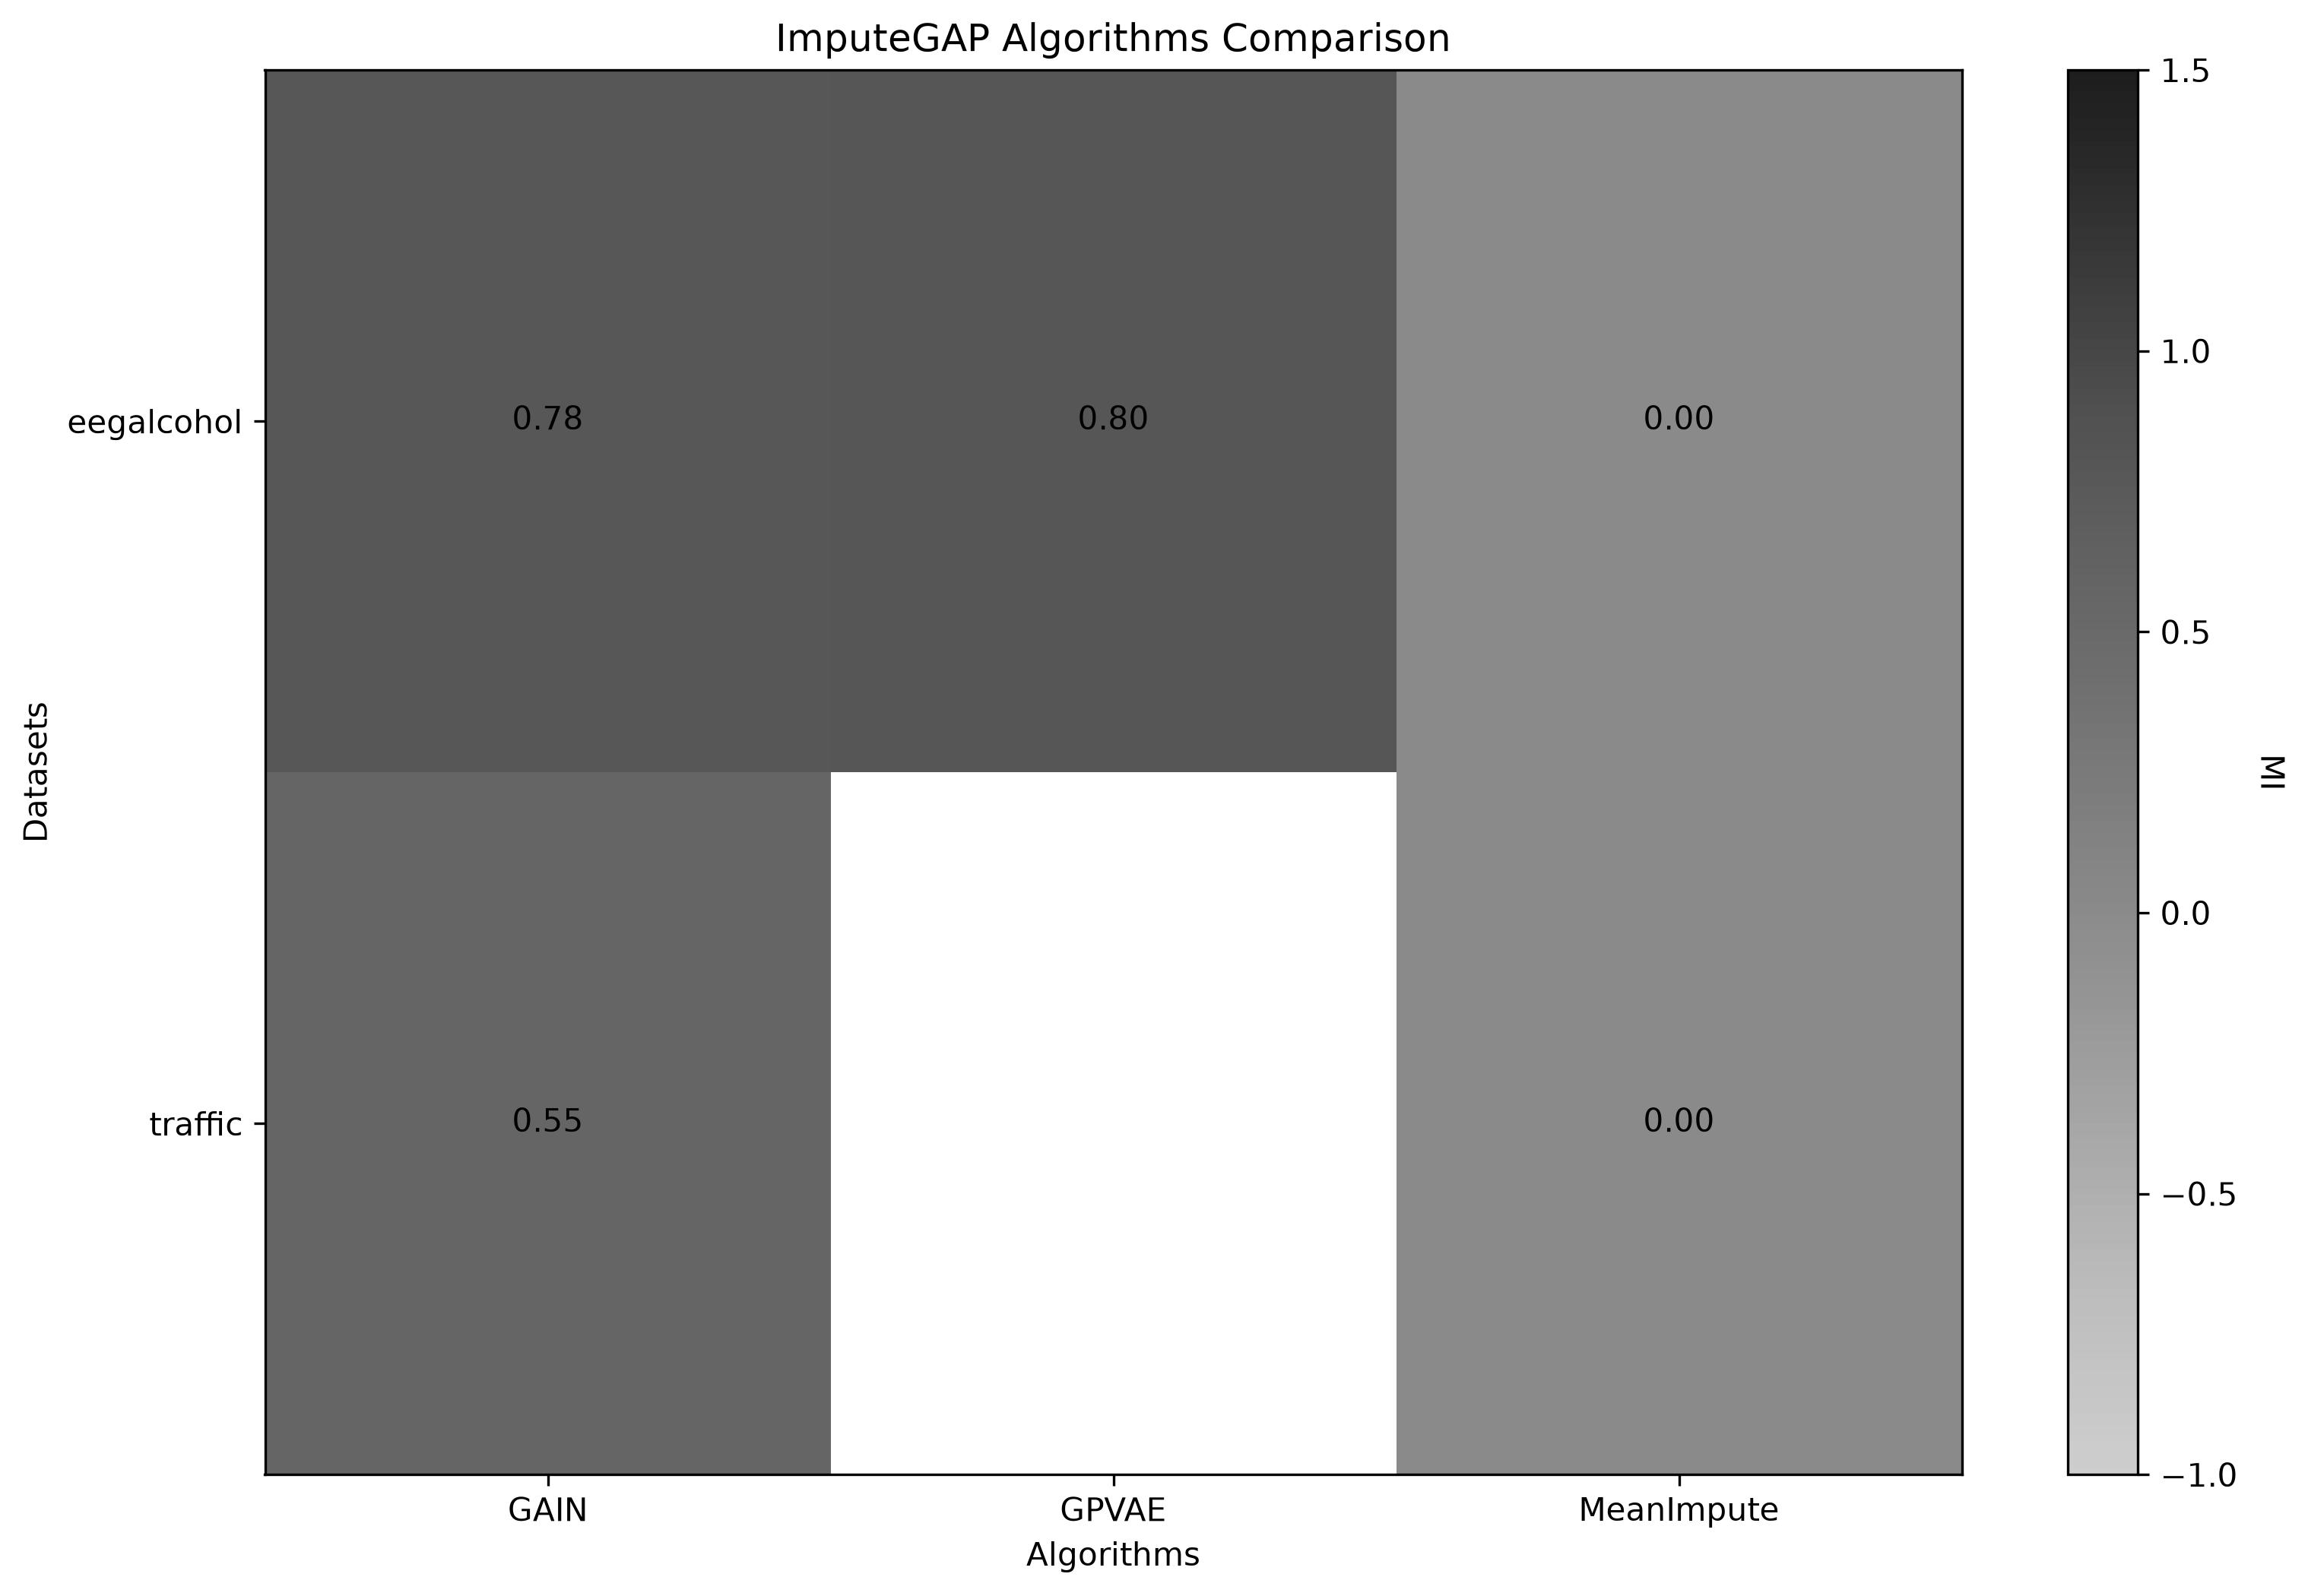 ImputeGAP Algorithms Comparison
Datasets
eegalcohol
0.78
0.80
0.00
traffic
0.55
0.00
GAIN
GPVAE
MeanImpute
Algorithms
1.5
1.0
0.5
0.0
−0.5
−1.0
MI